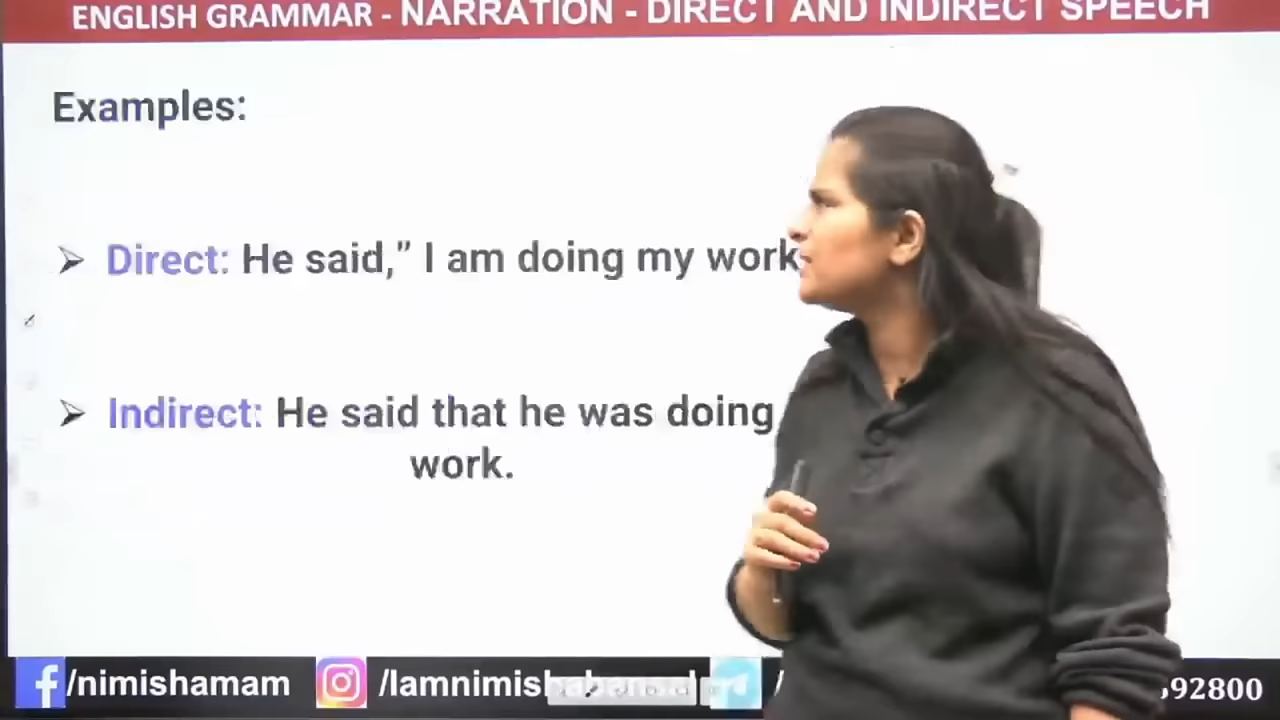 ENGLISH GRAMMAR - NARRATION - DIRECT AND INDIRECT SPEECH
Examples:
➢ Direct: He said,” I am doing my work
➢ Indirect: He said that he was doing
work.
/nimishamam
92800